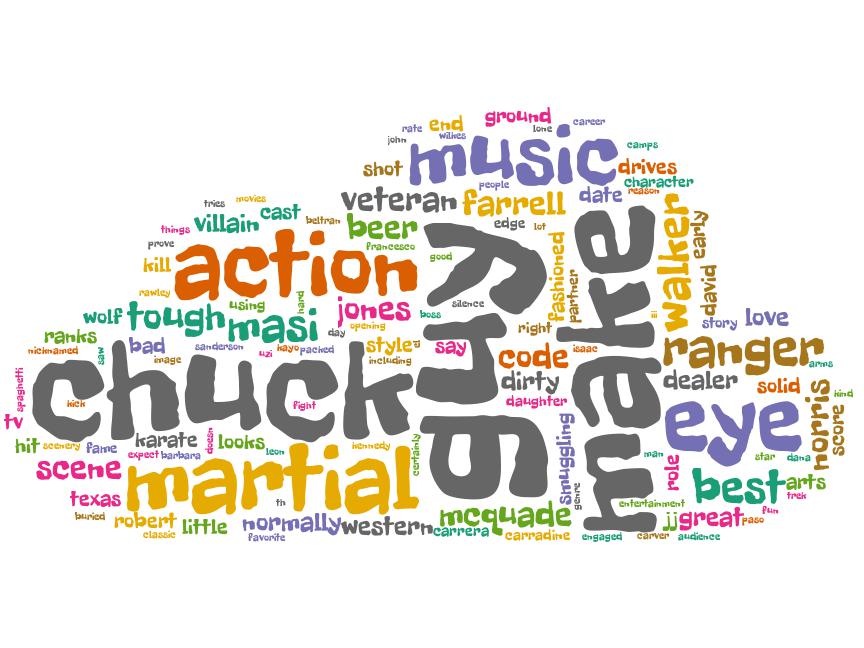 ground
career
rate
end
lone
john
wilkes
music
camps
shot
drives
people
character
reason
tries
movies
veteran
farrell
date
things
villain
cast
beltran
beer
edge
lot
walker
early
prove
francesco
good
guy
make
kill
action
fashioned
partner
david
rawley
using
hard
jones
silence
iii
wolf
tough
masi
opening
boss
right
story
love
ranks
bad
sanderson
uzi
kayo
packed
day
style
ed
say
code
isaac
ranger
nicknamed
saw
image
including
arms
spaghetti
chuck
dirty
dealer
solid
norris
kind
kick
fight
daughter
eye
score
tv
hit
scenery
fame
karate
doesn
looks
kennedy
certainly
smuggling
man
star
dana
expect
barbara
leon
scene
martial
genre
role
best
arts
texas
th
entertainment
trek
buried
robert
little
normally
western
mcquade
jj
great
paso
fun
classic
favorite
carrera
carradine
engaged
carver
audience